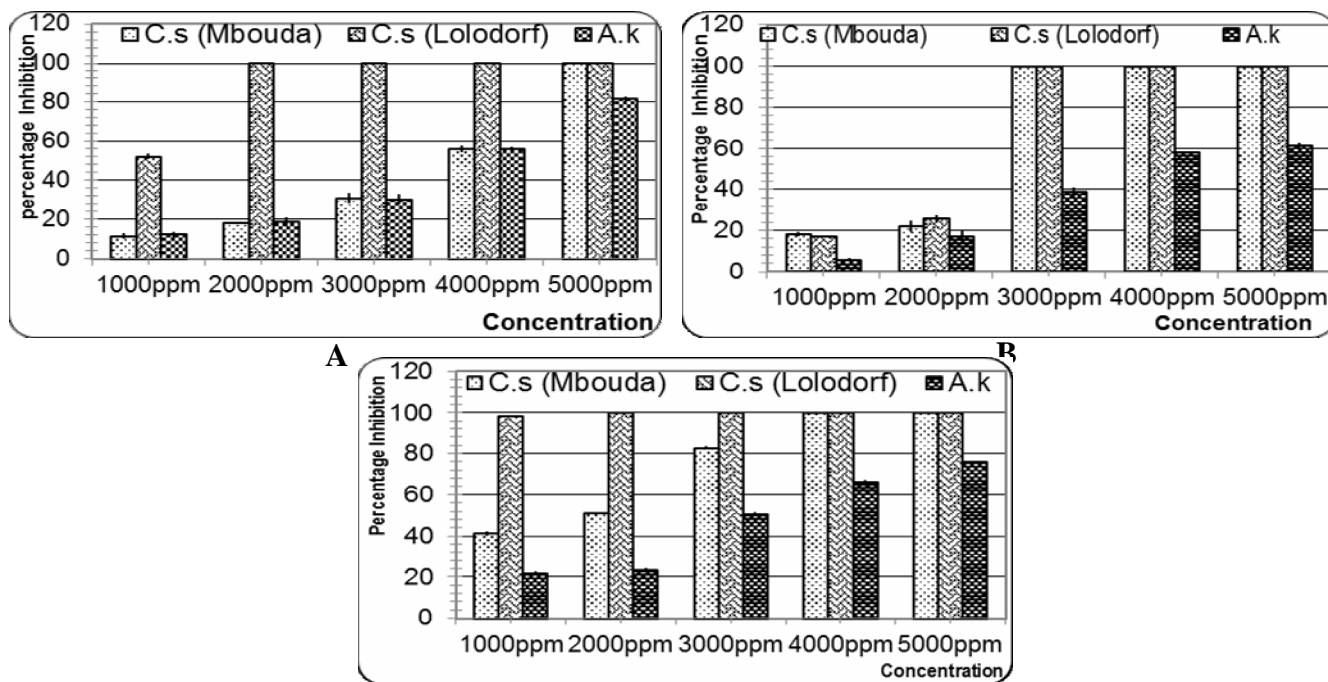 120
C.s (Mbouda) C.s (Lolodorf) A.k
100
80
60
40
20
0
percentage Inhibition
1000ppm 2000ppm 3000ppm 4000ppm 5000ppm
Concentration
A
120
C.s (Mbouda) C.s (Lolodorf) A.k
100
80
60
40
20
0
Percentage Inhibition
1000ppm 2000ppm 3000ppm 4000ppm 5000ppm
Concentration
B
120
C.s (Mbouda) C.s (Lolodorf) A.k
100
80
60
40
20
0
Percentage Inhibition
1000ppm 2000ppm 3000ppm 4000ppm 5000ppm
Concentration